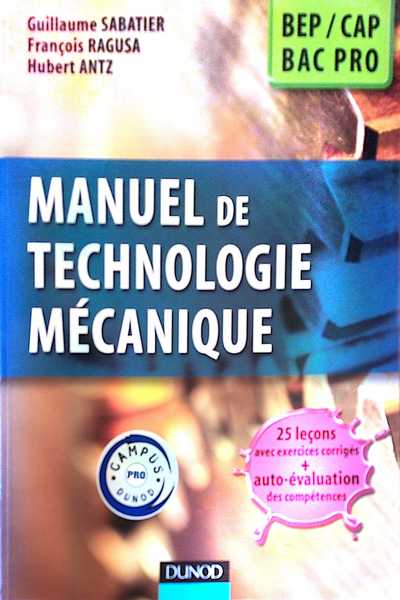 Guillaume SABATIER
François RAGUSA
Hubert ANTZ
BEP / CAP
BAC PRO
MANUEL DE
TECHNOLOGIE
MÉCANIQUE
25 leçons
avec exercices corrigés
+
auto-évaluation
des compétences
CAMPUS
PRO
DUNOD
DUNOD